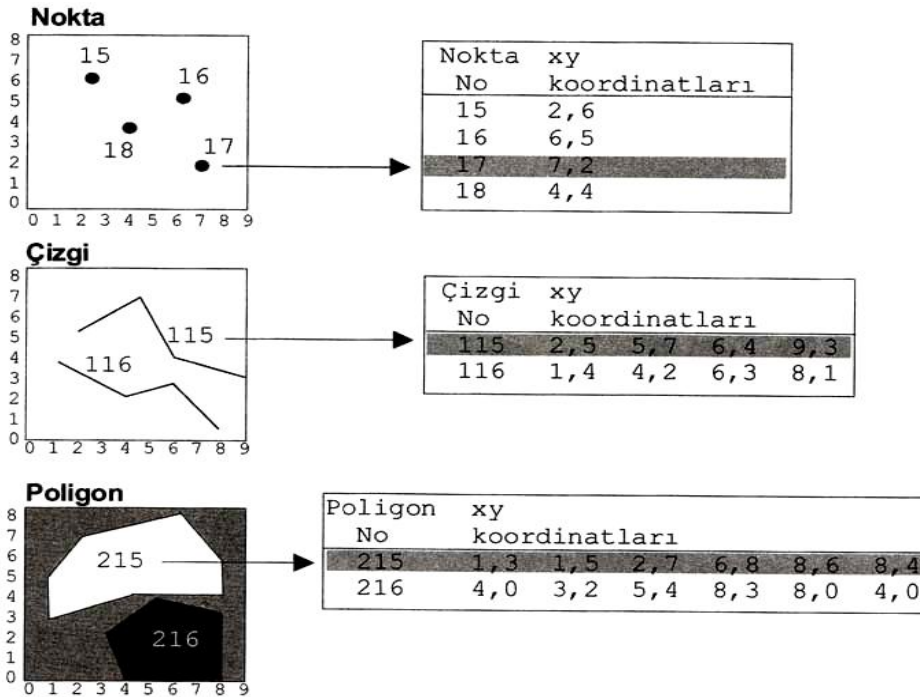 Nokta
8
7
6
5
4
3
2
1
0
0 1 2 3 4 5 6 7 8 9
15
16
18
17
Nokta xy
No koordinatları
15 2,6
16 6,5
17 7,2
18 4,4
Çizgi
8
7
6
5
4
3
2
1
0
0 1 2 3 4 5 6 7 8 9
115
116
Çizgi xy
No koordinatları
115 2,5 5,7 6,4 9,3
116 1,4 4,2 6,3 8,1
Poligon
8
7
6
5
4
3
2
1
0
0 1 2 3 4 5 6 7 8 9
215
216
Poligon xy
No koordinatları
215 1,3 1,5 2,7 6,8 8,6 8,4
216 4,0 3,2 5,4 8,3 8,0 4,0